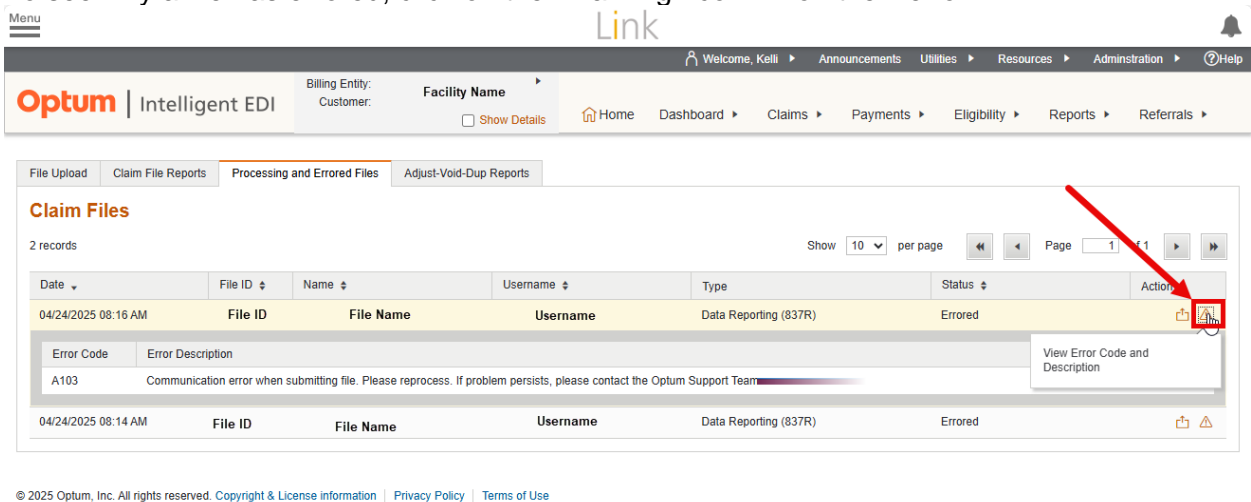 Menu
Link
Welcome, Kelli Announcements Utilities Resources Adminstration Help
Optum | Intelligent EDI
Billing Entity:
Customer:
Facility Name
Show Details
Home Dashboard Claims Payments Eligibility Reports Referrals
File Upload Claim File Reports Processing and Errored Files Adjust-Void-Dup Reports
Claim Files
2 records Show 10 per page Page 1 of 1
Date File ID Name Username Type Status Action
04/24/2025 08:16 AM File ID File Name Username Data Reporting (837R) Errored
View Error Code and
Description
Error Code Error Description
A103 Communication error when submitting file. Please reprocess. If problem persists, please contact the Optum Support Team
04/24/2025 08:14 AM File ID File Name Username Data Reporting (837R) Errored
© 2025 Optum, Inc. All rights reserved. Copyright & License information | Privacy Policy | Terms of Use